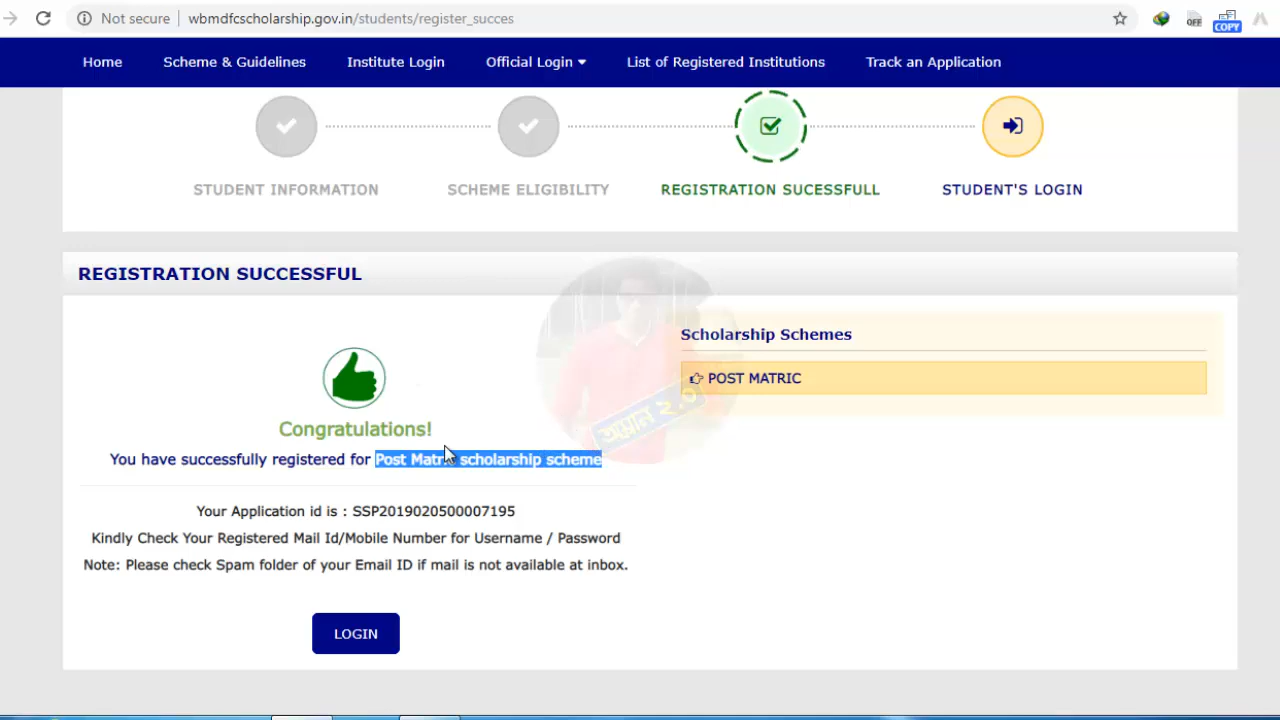 Not secure | wbmdfcscholarship.gov.in/students/register_succes
OFF
COPY
Home Scheme & Guidelines Institute Login Official Login List of Registered Institutions Track an Application
STUDENT INFORMATION SCHEME ELIGIBILITY REGISTRATION SUCESSFULL STUDENT'S LOGIN
REGISTRATION SUCCESSFUL
Scholarship Schemes
POST MATRIC
Congratulations!
You have successfully registered for Post Matric scholarship scheme
Your Application id is : SSP2019020500007195
Kindly Check Your Registered Mail Id/Mobile Number for Username / Password
Note: Please check Spam folder of your Email ID if mail is not available at inbox.
LOGIN